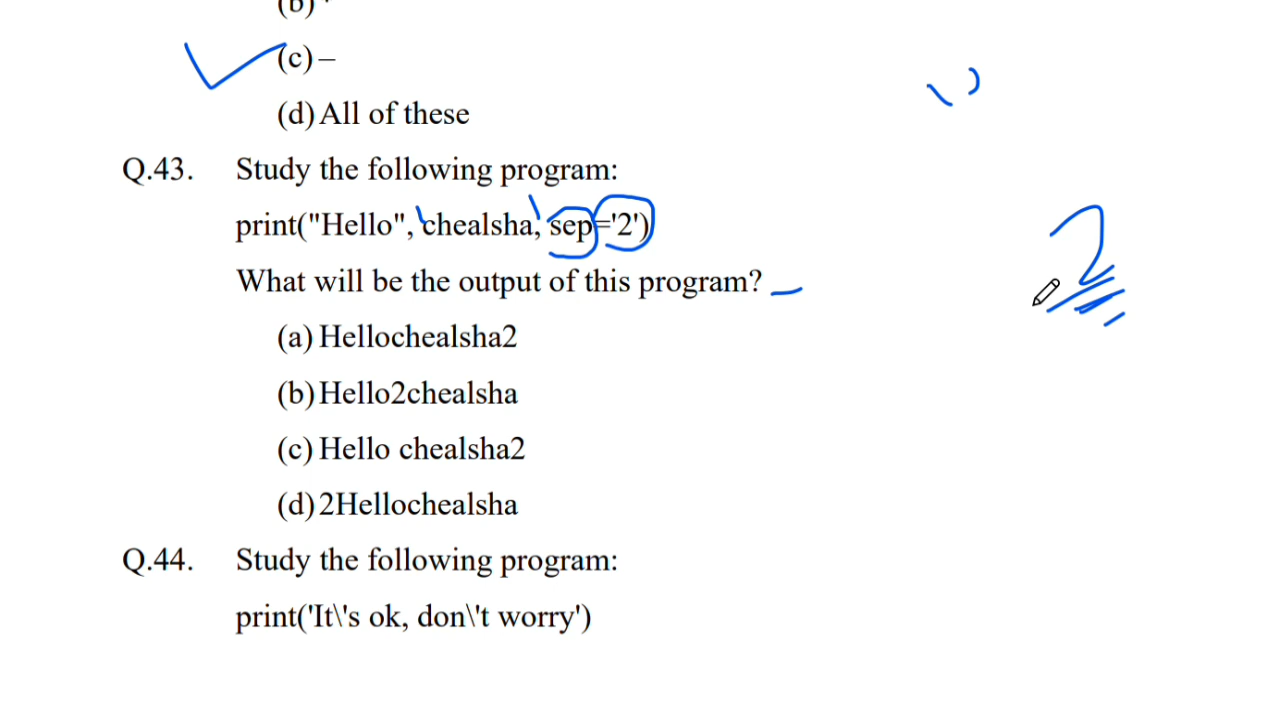 (b)
(c) –
(d) All of these
Q.43. Study the following program:
print("Hello", 'chealsha', sep='2')
What will be the output of this program?
(a) Hellochealsha2
(b) Hello2chealsha
(c) Hello chealsha2
(d) 2Hellochealsha
2
Q.44. Study the following program:
print('It\'s ok, don\'t worry')